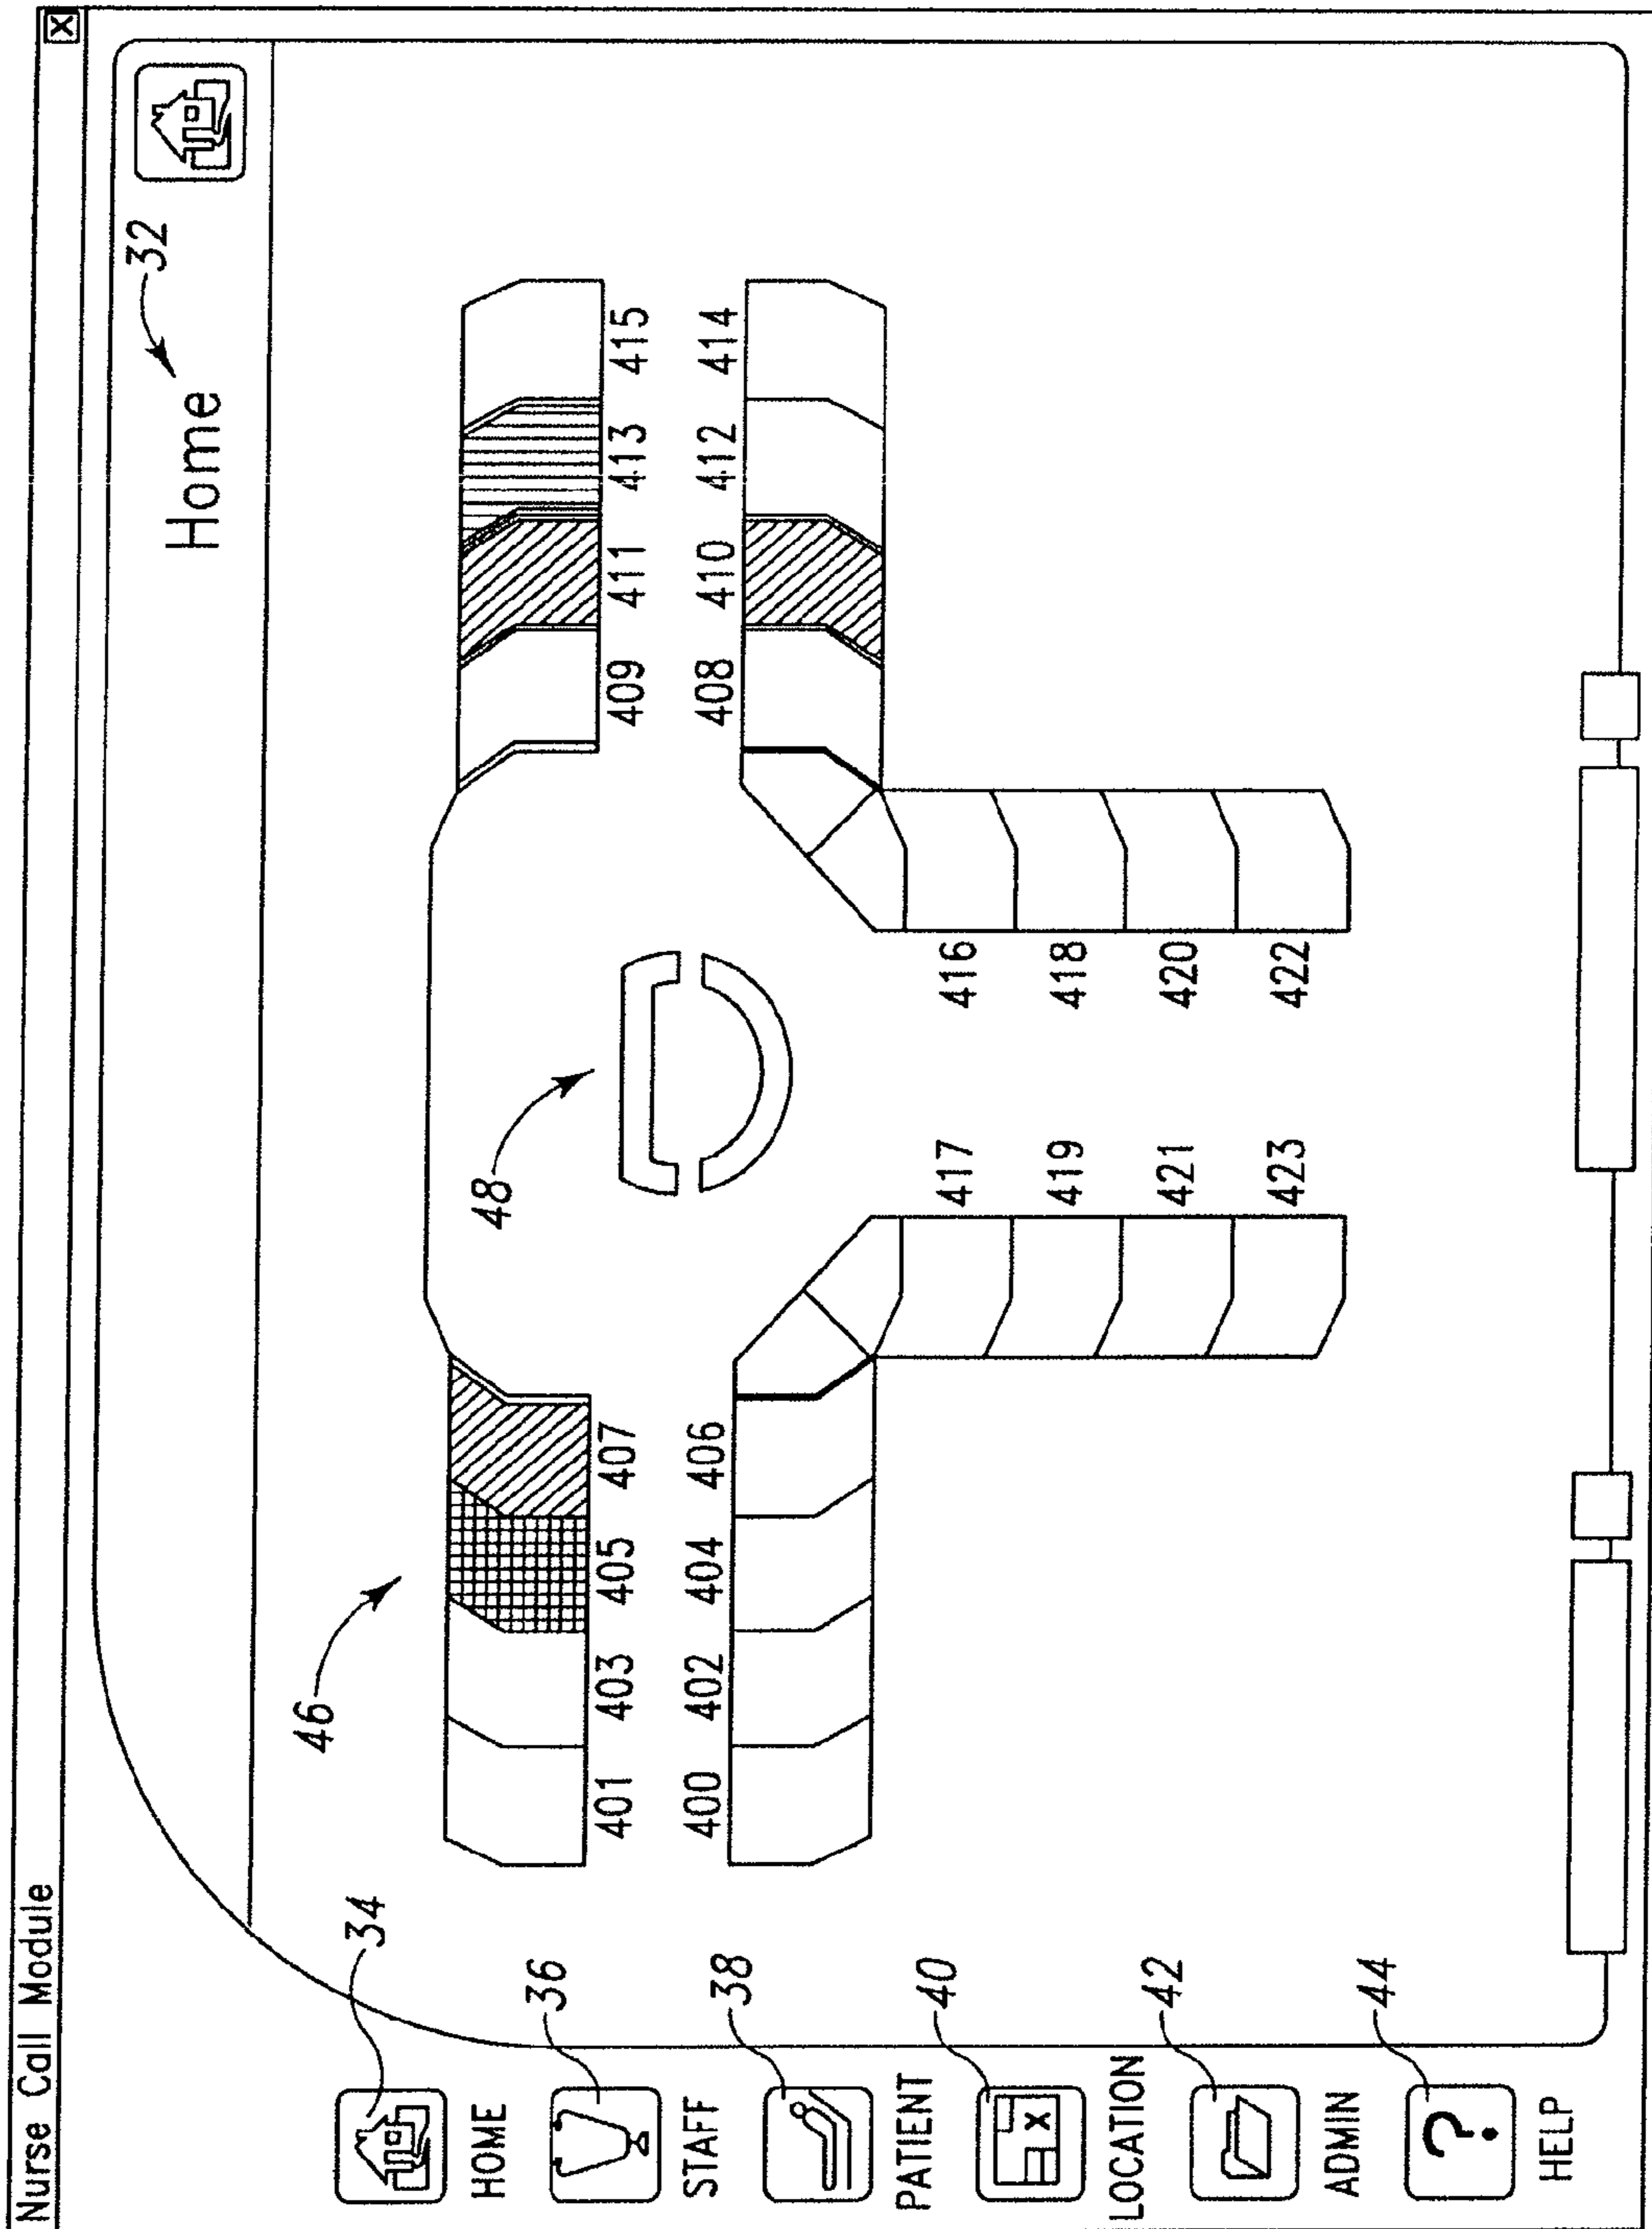 Nurse Call Module
X
Home
32
34
HOME
36
STAFF
38
PATIENT
40
X
LOCATION
42
ADMIN
44
?
HELP
46
48
401 403 405 407 409 411 413 415
400 402 404 406 408 410 412 414
417 416
419 418
421 420
423 422